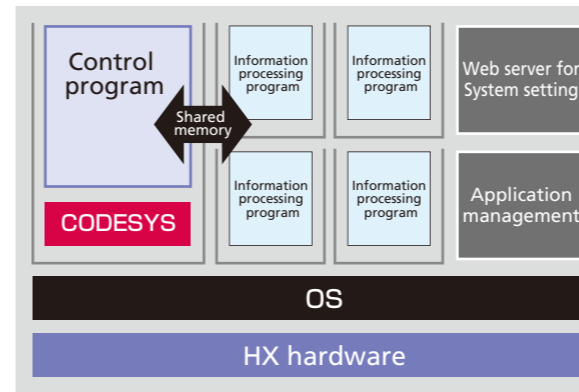 Control
program
Shared
memory
CODESYS
Information
processing
program
Information
processing
program
Web server for
System setting
Information
processing
program
Information
processing
program
Application
management
OS
HX hardware